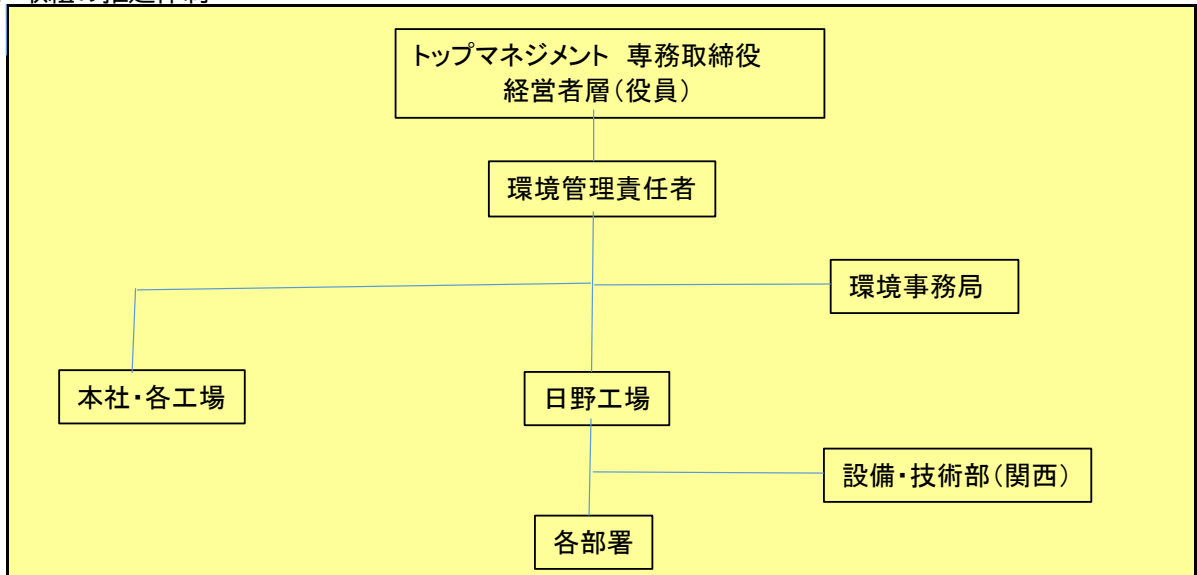 トップマネジメント 専務取締役
経営者層(役員)
環境管理責任者
環境事務局
本社・各工場
日野工場
設備・技術部(関西)
各部署